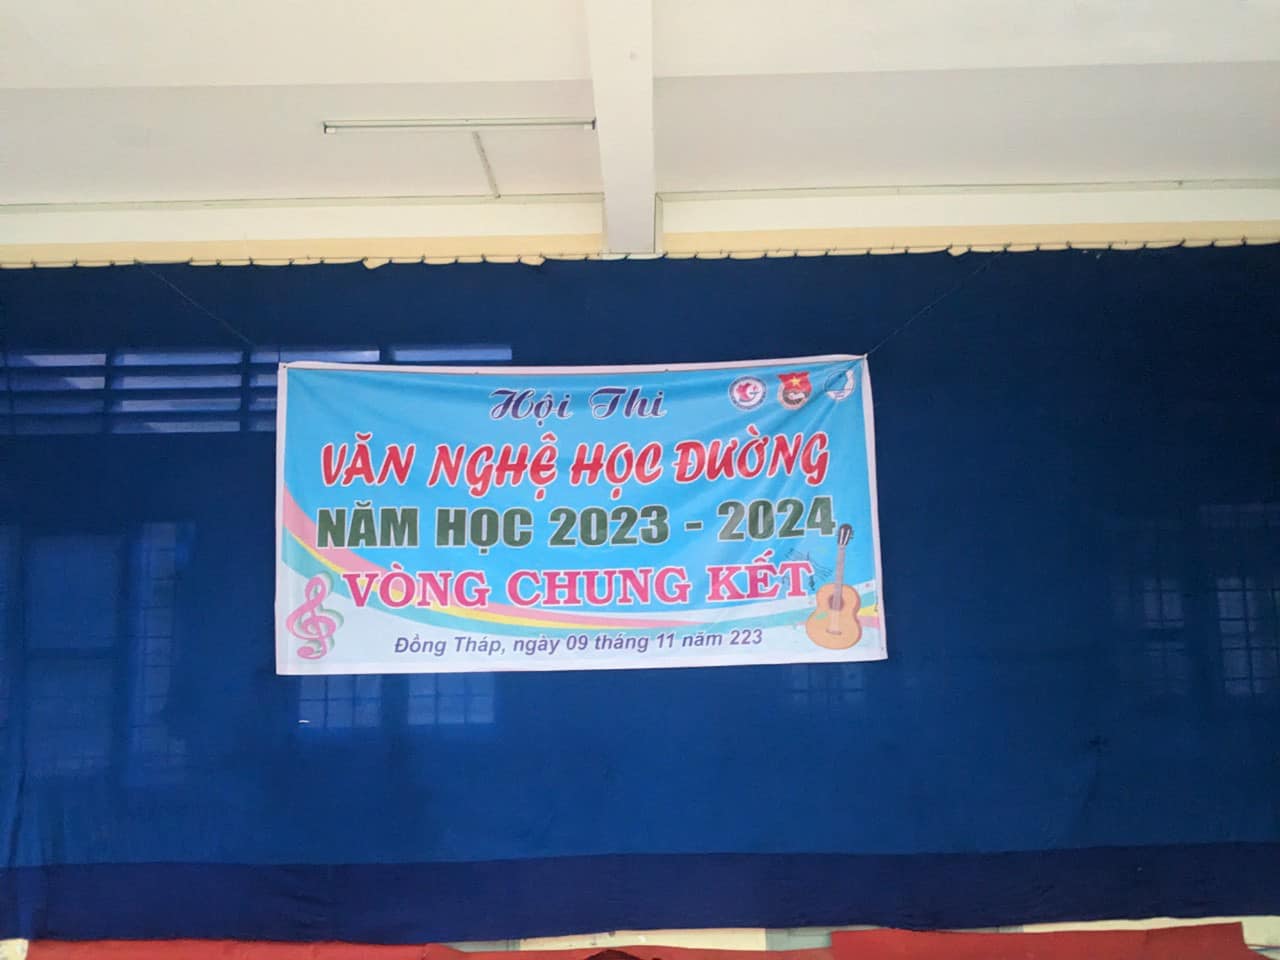 Hội Thi
VĂN NGHỆ HỌC ĐƯỜNG
NĂM HỌC 2023 - 2024
VÒNG CHUNG KẾT
Đồng Tháp, ngày 09 tháng 11 năm 223